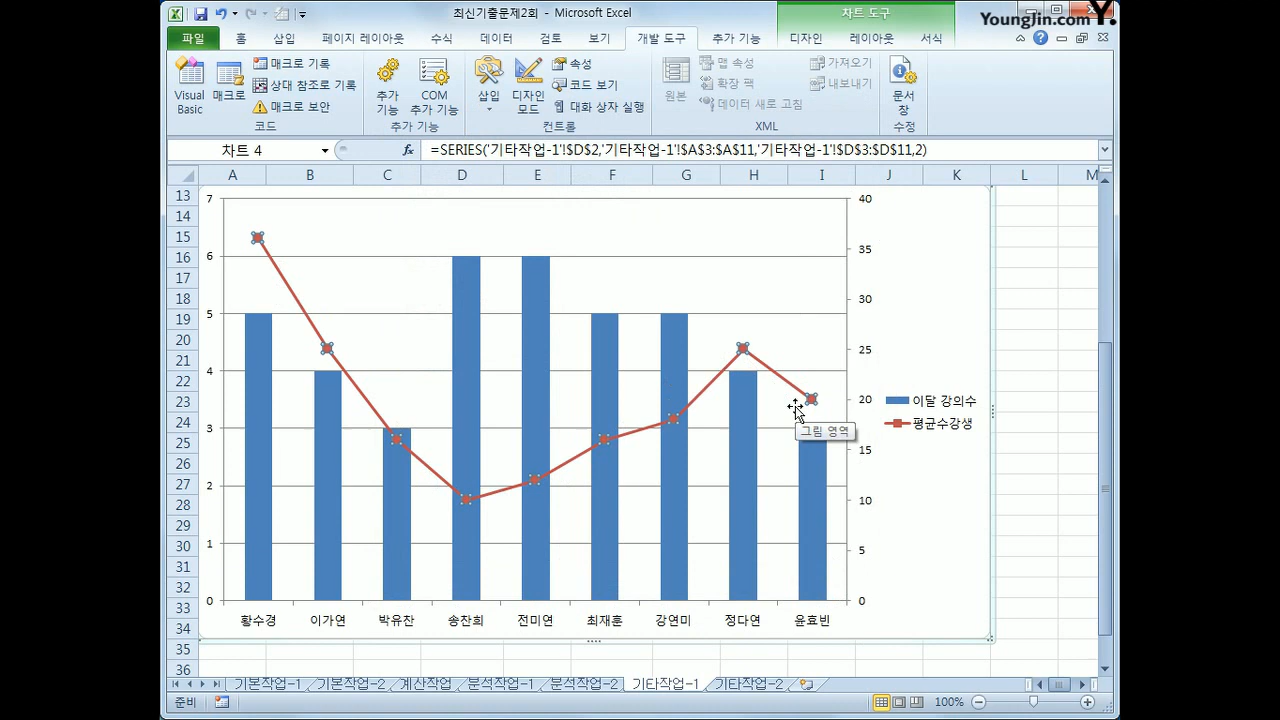 최신기출문제2회 - Microsoft Excel
차트 도구
YoungJin.com Y.
파일 홈 삽입 페이지 레이아웃 수식 데이터 검토 보기 개발 도구 추가 기능 디자인 레이아웃 서식
Visual Basic
매크로
매크로 기록
상대 참조로 기록
매크로 보안
코드
추가 기능
COM 추가 기능
추가 기능
삽입
디자인 모드
속성
코드 보기
대화 상자 실행
컨트롤
원본
맵 속성
확장 팩
데이터 새로 고침
가져오기
내보내기
XML
문서 창
수정
차트 4
fx
=SERIES('기타작업-1'!$D$2,'기타작업-1'!$A$3:$A$11,'기타작업-1'!$D$3:$D$11,2)
A B C D E F G H I J K L M
13
14
15
16
17
18
19
20
21
22
23
24
25
26
27
28
29
30
31
32
33
34
35
36
7
6
5
4
3
2
1
0
40
35
30
25
20
15
10
5
0
이달 강의수
평균수강생
그림 영역
황수경 이가연 박유찬 송찬희 전미연 최재훈 강연미 정다연 윤효빈
기본작업-1 기본작업-2 계산작업 분석작업-1 분석작업-2 기타작업-1 기타작업-2
준비
100%